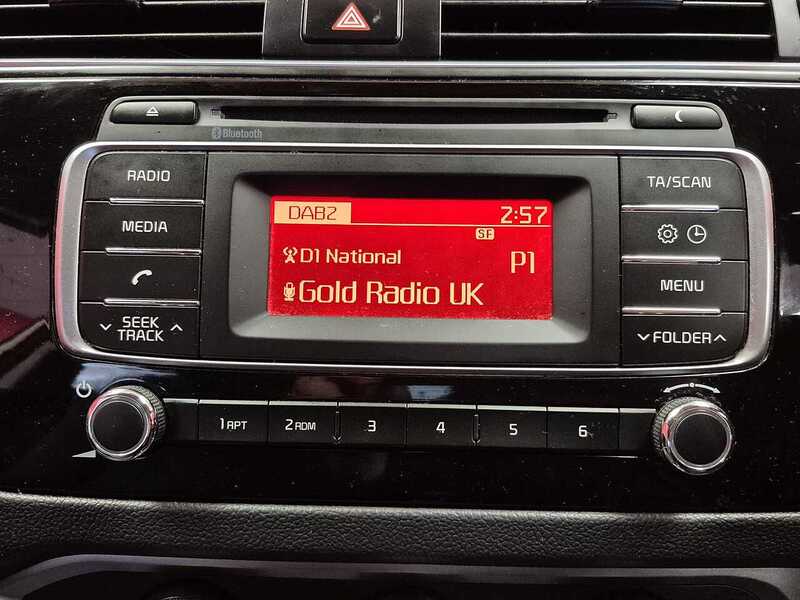 Bluetooth
RADIO
MEDIA
SEEK
TRACK
DAB2 2:57
SF
D1 National P1
Gold Radio UK
TA/SCAN
MENU
FOLDER
1 APT 2 RDM 3 4 5 6